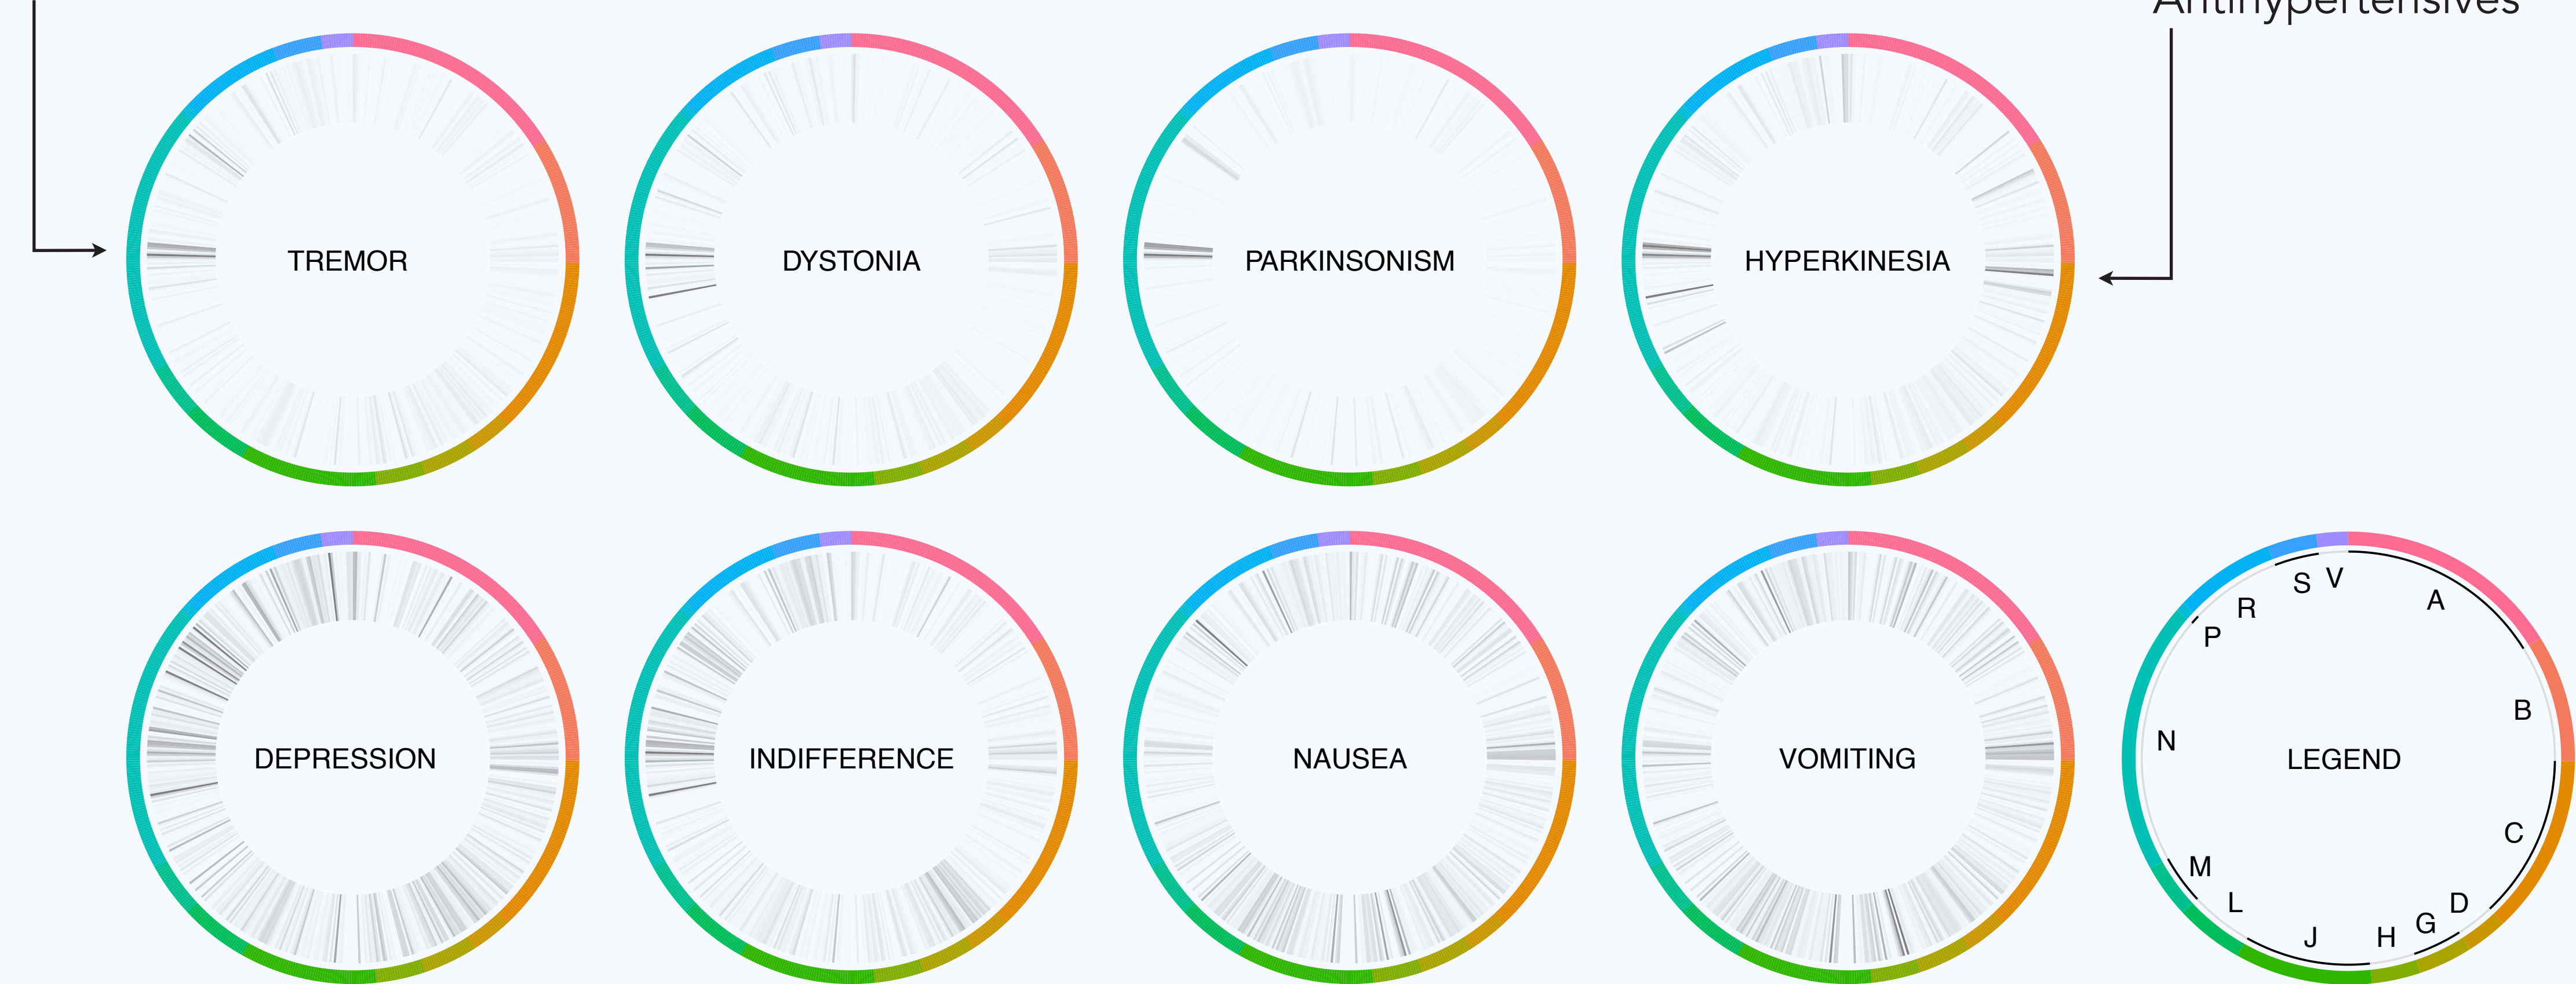 Antihypertensives
TREMOR
DYSTONIA
PARKINSONISM
HYPERKINESIA
DEPRESSION
INDIFFERENCE
NAUSEA
VOMITING
LEGEND
S V
A
R
P
B
N
C
M
L
D
G
J
H